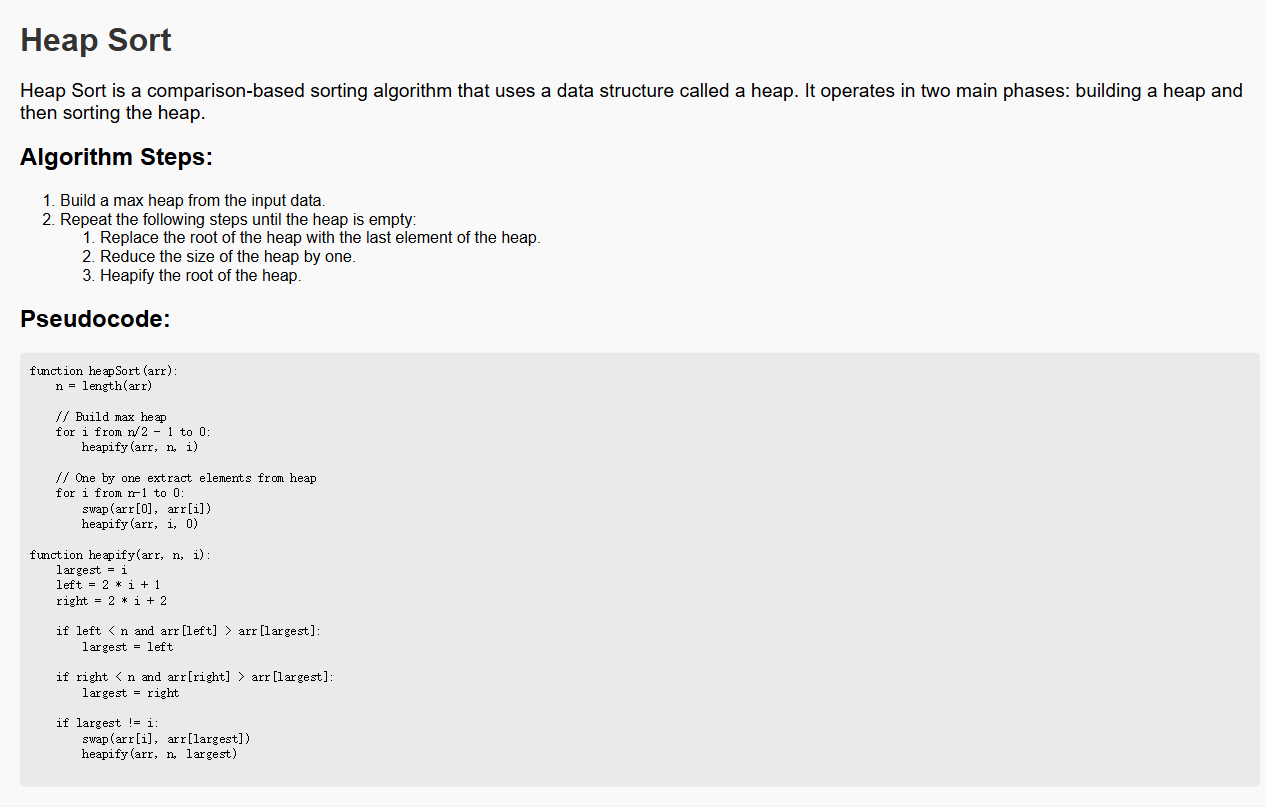 Heap Sort
Heap Sort is a comparison-based sorting algorithm that uses a data structure called a heap. It operates in two main phases: building a heap and
then sorting the heap.
Algorithm Steps:
1. Build a max heap from the input data.
2. Repeat the following steps until the heap is empty:
1. Replace the root of the heap with the last element of the heap.
2. Reduce the size of the heap by one.
3. Heapify the root of the heap.
Pseudocode:
function heapSort(arr):
    n = length(arr)
    // Build max heap
    for i from n/2 - 1 to 0:
        heapify(arr, n, i)
    // One by one extract elements from heap
    for i from n-1 to 0:
        swap(arr[0], arr[i])
        heapify(arr, i, 0)
function heapify(arr, n, i):
    largest = i
    left = 2 * i + 1
    right = 2 * i + 2
    if left < n and arr[left] > arr[largest]:
        largest = left
    if right < n and arr[right] > arr[largest]:
        largest = right
    if largest != i:
        swap(arr[i], arr[largest])
        heapify(arr, n, largest)